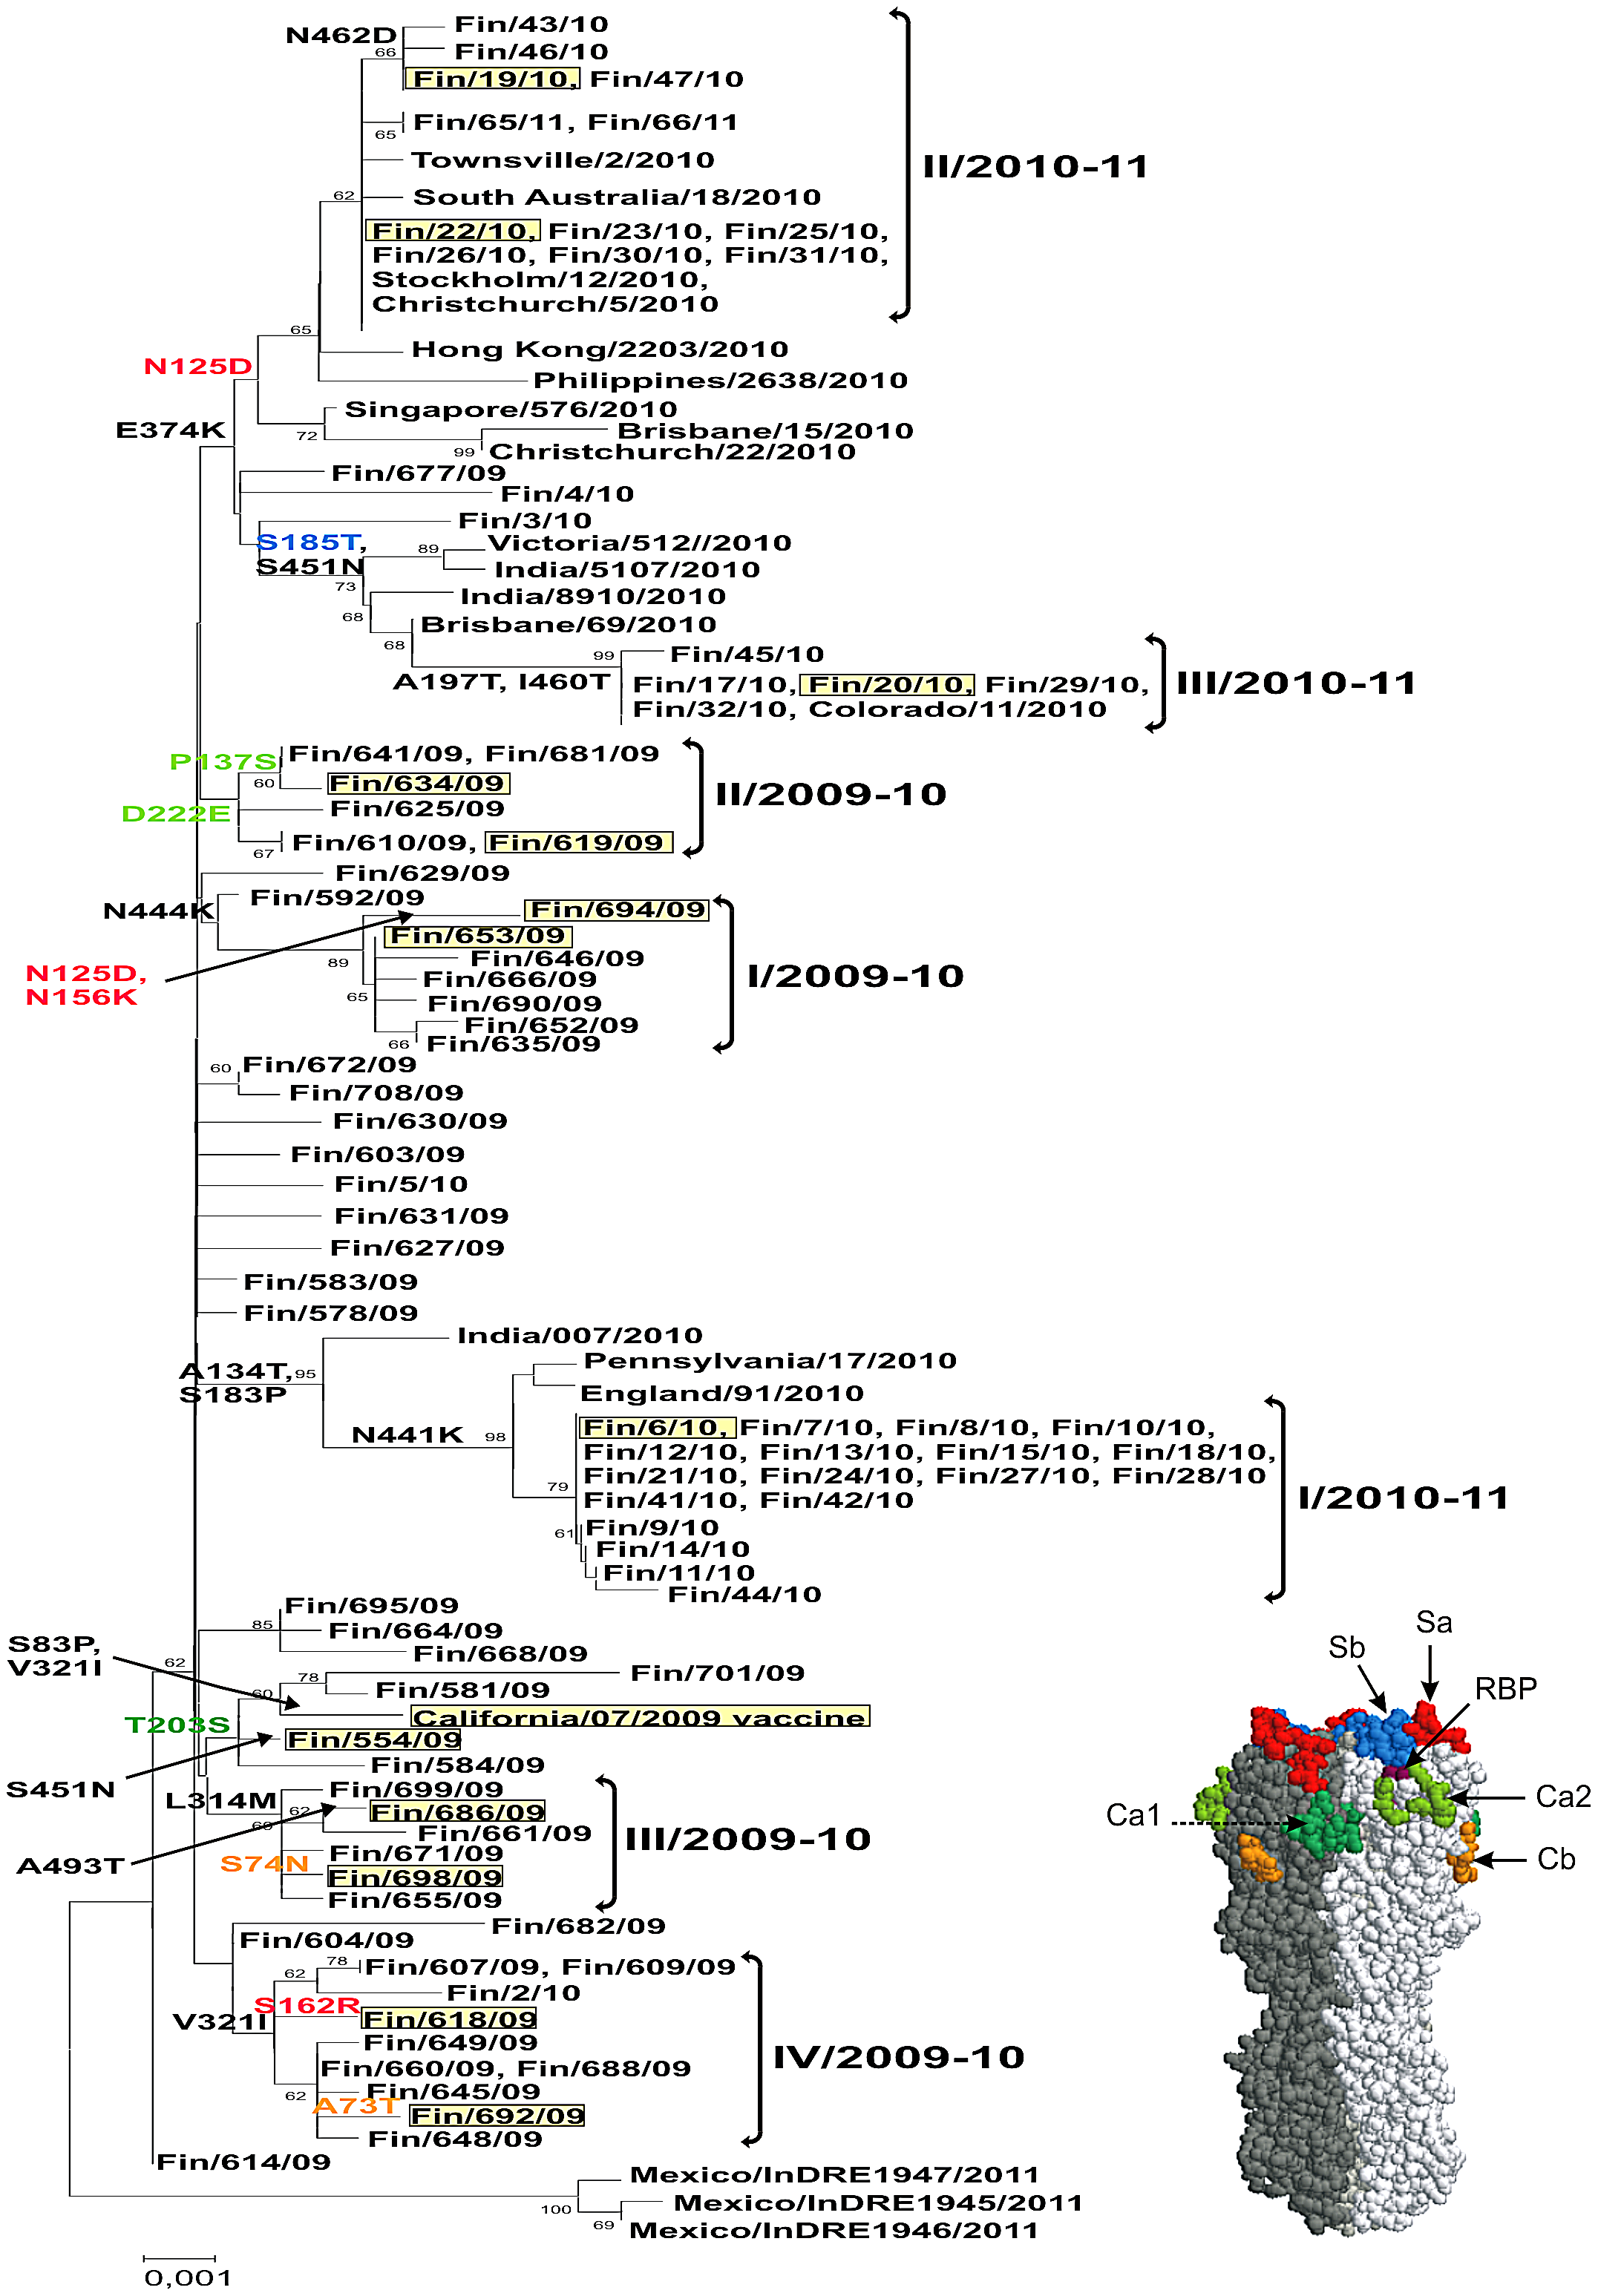 N462D
66
Fin/43/10
Fin/46/10
Fin/19/10, Fin/47/10
65
Fin/65/11, Fin/66/11
Townsville/2/2010
II/2010-11
62
South Australia/18/2010
Fin/22/10, Fin/23/10, Fin/25/10,
Fin/26/10, Fin/30/10, Fin/31/10,
Stockholm/12/2010,
Christchurch/5/2010
65
Hong Kong/2203/2010
N125D
Philippines/2638/2010
Singapore/576/2010
E374K
72
Brisbane/15/2010
99
Christchurch/22/2010
Fin/677/09
Fin/4/10
Fin/3/10
S185T,
S451N
89
Victoria/512//2010
India/5107/2010
73
India/8910/2010
68
Brisbane/69/2010
68
99
Fin/45/10
A197T, I460T
Fin/17/10, Fin/20/10, Fin/29/10,
Fin/32/10, Colorado/11/2010
III/2010-11
P137S
Fin/641/09, Fin/681/09
60
Fin/634/09
II/2009-10
D222E
Fin/625/09
67
Fin/610/09, Fin/619/09
Fin/629/09
N444K
Fin/592/09
Fin/694/09
Fin/653/09
89
Fin/646/09
N125D,
N156K
Fin/666/09
I/2009-10
65
Fin/690/09
Fin/652/09
66
Fin/635/09
60
Fin/672/09
Fin/708/09
Fin/630/09
Fin/603/09
Fin/5/10
Fin/631/09
Fin/627/09
Fin/583/09
Fin/578/09
India/007/2010
A134T,
S183P
95
Pennsylvania/17/2010
England/91/2010
N441K
98
Fin/6/10, Fin/7/10, Fin/8/10, Fin/10/10,
Fin/12/10, Fin/13/10, Fin/15/10, Fin/18/10,
Fin/21/10, Fin/24/10, Fin/27/10, Fin/28/10
Fin/41/10, Fin/42/10
79
I/2010-11
61
Fin/9/10
Fin/14/10
Fin/11/10
Fin/44/10
Fin/695/09
85
Fin/664/09
Fin/668/09
S83P,
V321I
62
78
Fin/701/09
60
Fin/581/09
California/07/2009 vaccine
T203S
Fin/554/09
Fin/584/09
S451N
L314M
Fin/699/09
62
Fin/686/09
69
Fin/661/09
III/2009-10
A493T
Fin/671/09
S74N
Fin/698/09
Fin/655/09
Fin/682/09
Fin/604/09
78
Fin/607/09, Fin/609/09
62
Fin/2/10
S162R
V321I
Fin/618/09
Fin/649/09
IV/2009-10
Fin/660/09, Fin/688/09
62
Fin/645/09
A73T
Fin/692/09
Fin/648/09
Fin/614/09
Mexico/InDRE1947/2011
100
Mexico/InDRE1945/2011
69
Mexico/InDRE1946/2011
0,001
Sa
Sb
RBP
Ca2
Ca1
Cb